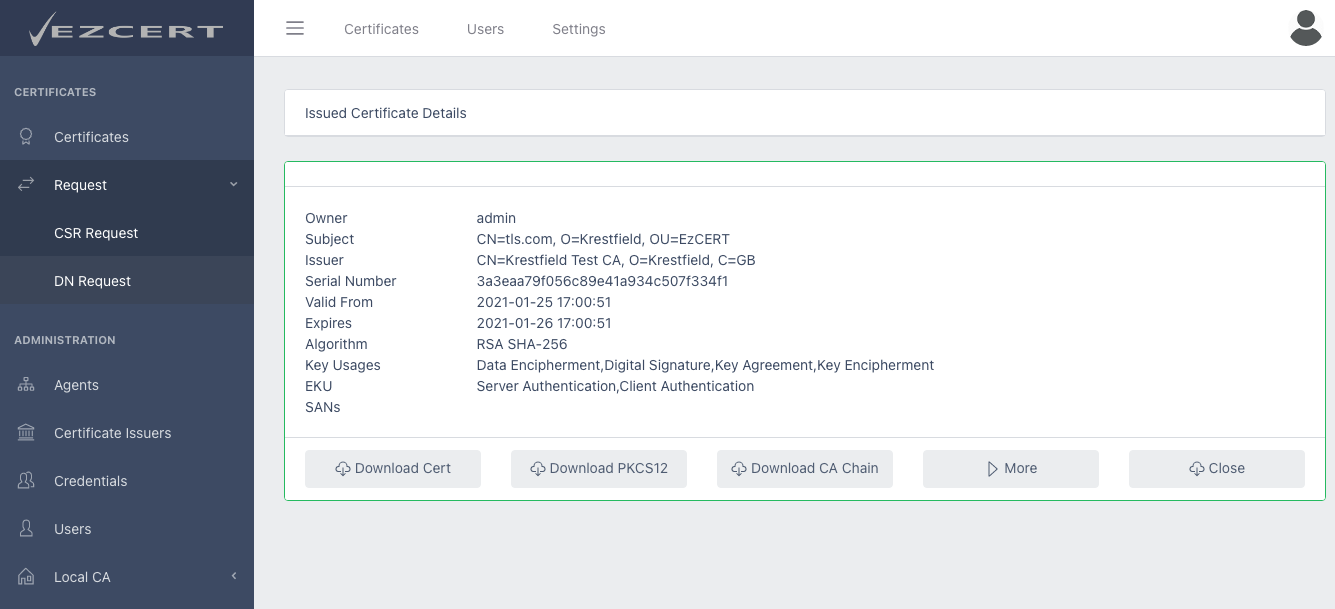 EZCERT
Certificates Users Settings
CERTIFICATES
Certificates
Request
CSR Request
DN Request
ADMINISTRATION
Agents
Certificate Issuers
Credentials
Users
Local CA
Issued Certificate Details
Owner admin
Subject CN=tls.com, O=Krestfield, OU=EzCERT
Issuer CN=Krestfield Test CA, O=Krestfield, C=GB
Serial Number 3a3eaa79f056c89e41a934c507f334f1
Valid From 2021-01-25 17:00:51
Expires 2021-01-26 17:00:51
Algorithm RSA SHA-256
Key Usages Data Encipherment,Digital Signature,Key Agreement,Key Encipherment
EKU Server Authentication,Client Authentication
SANs
Download Cert Download PKCS12 Download CA Chain More Close